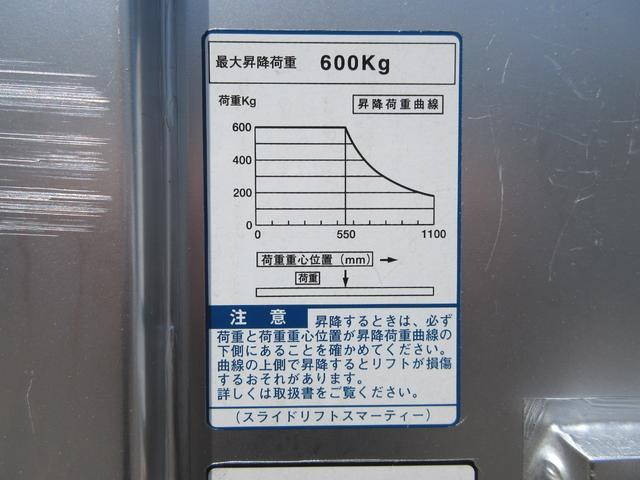 最大昇降荷重 600Kg
荷重Kg 昇降荷重曲線
600
400
200
0
0 550 1100
荷重重心位置(mm) →
荷重
注意 昇降するときは、必ず
荷重と荷重重心位置が昇降荷重曲線の
下側にあることを確かめてください。
曲線の上側で昇降するとリフトが損傷
するおそれがあります。
詳しくは取扱書をご覧ください。
(スライドリフトスマーティー)